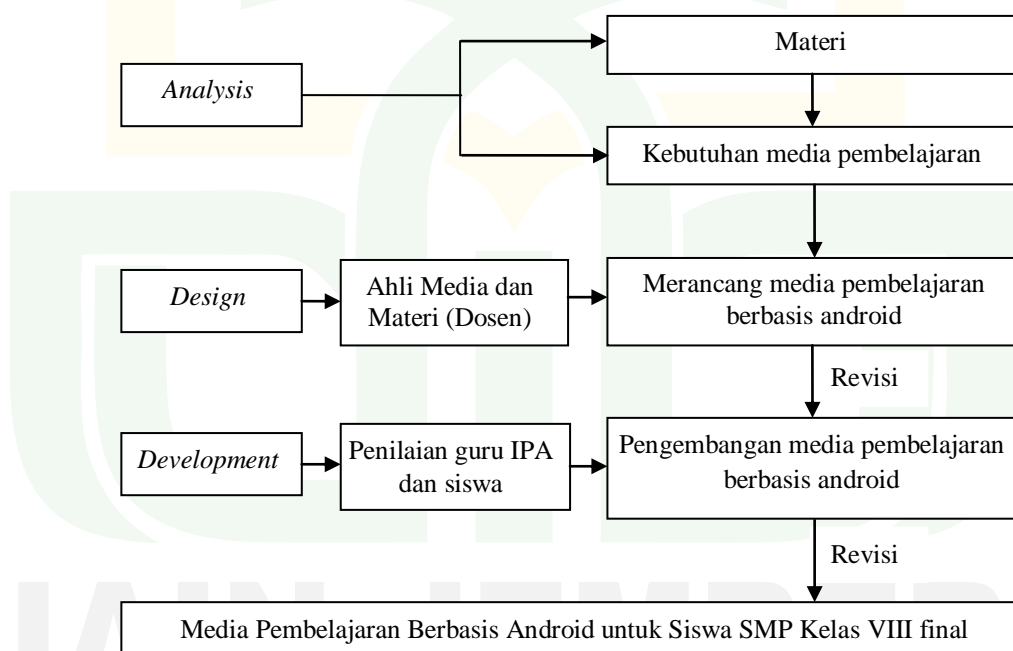 Materi
Analysis
Kebutuhan media pembelajaran
Design
Ahli Media dan
Materi (Dosen)
Merancang media pembelajaran
berbasis android
Revisi
Development
Penilaian guru IPA
dan siswa
Pengembangan media pembelajaran
berbasis android
Revisi
IAIN JEMBER
Media Pembelajaran Berbasis Android untuk Siswa SMP Kelas VIII final